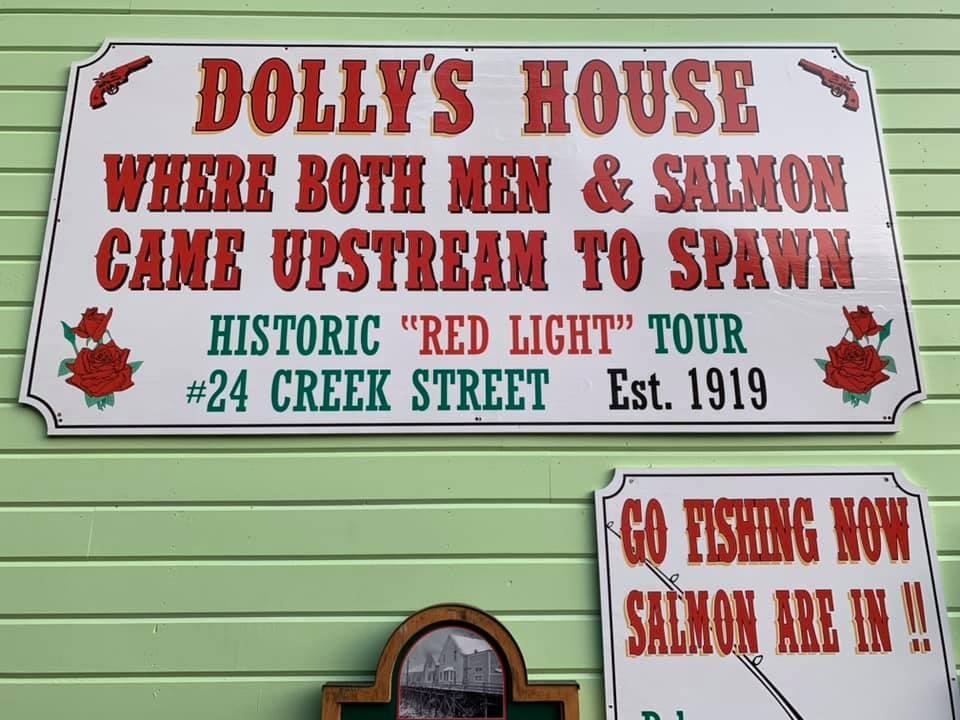 DOLLY'S HOUSE
WHERE BOTH MEN & SALMON
CAME UPSTREAM TO SPAWN
HISTORIC "RED LIGHT" TOUR
#24 CREEK STREET Est. 1919
GO FISHING NOW
SALMON ARE IN !!